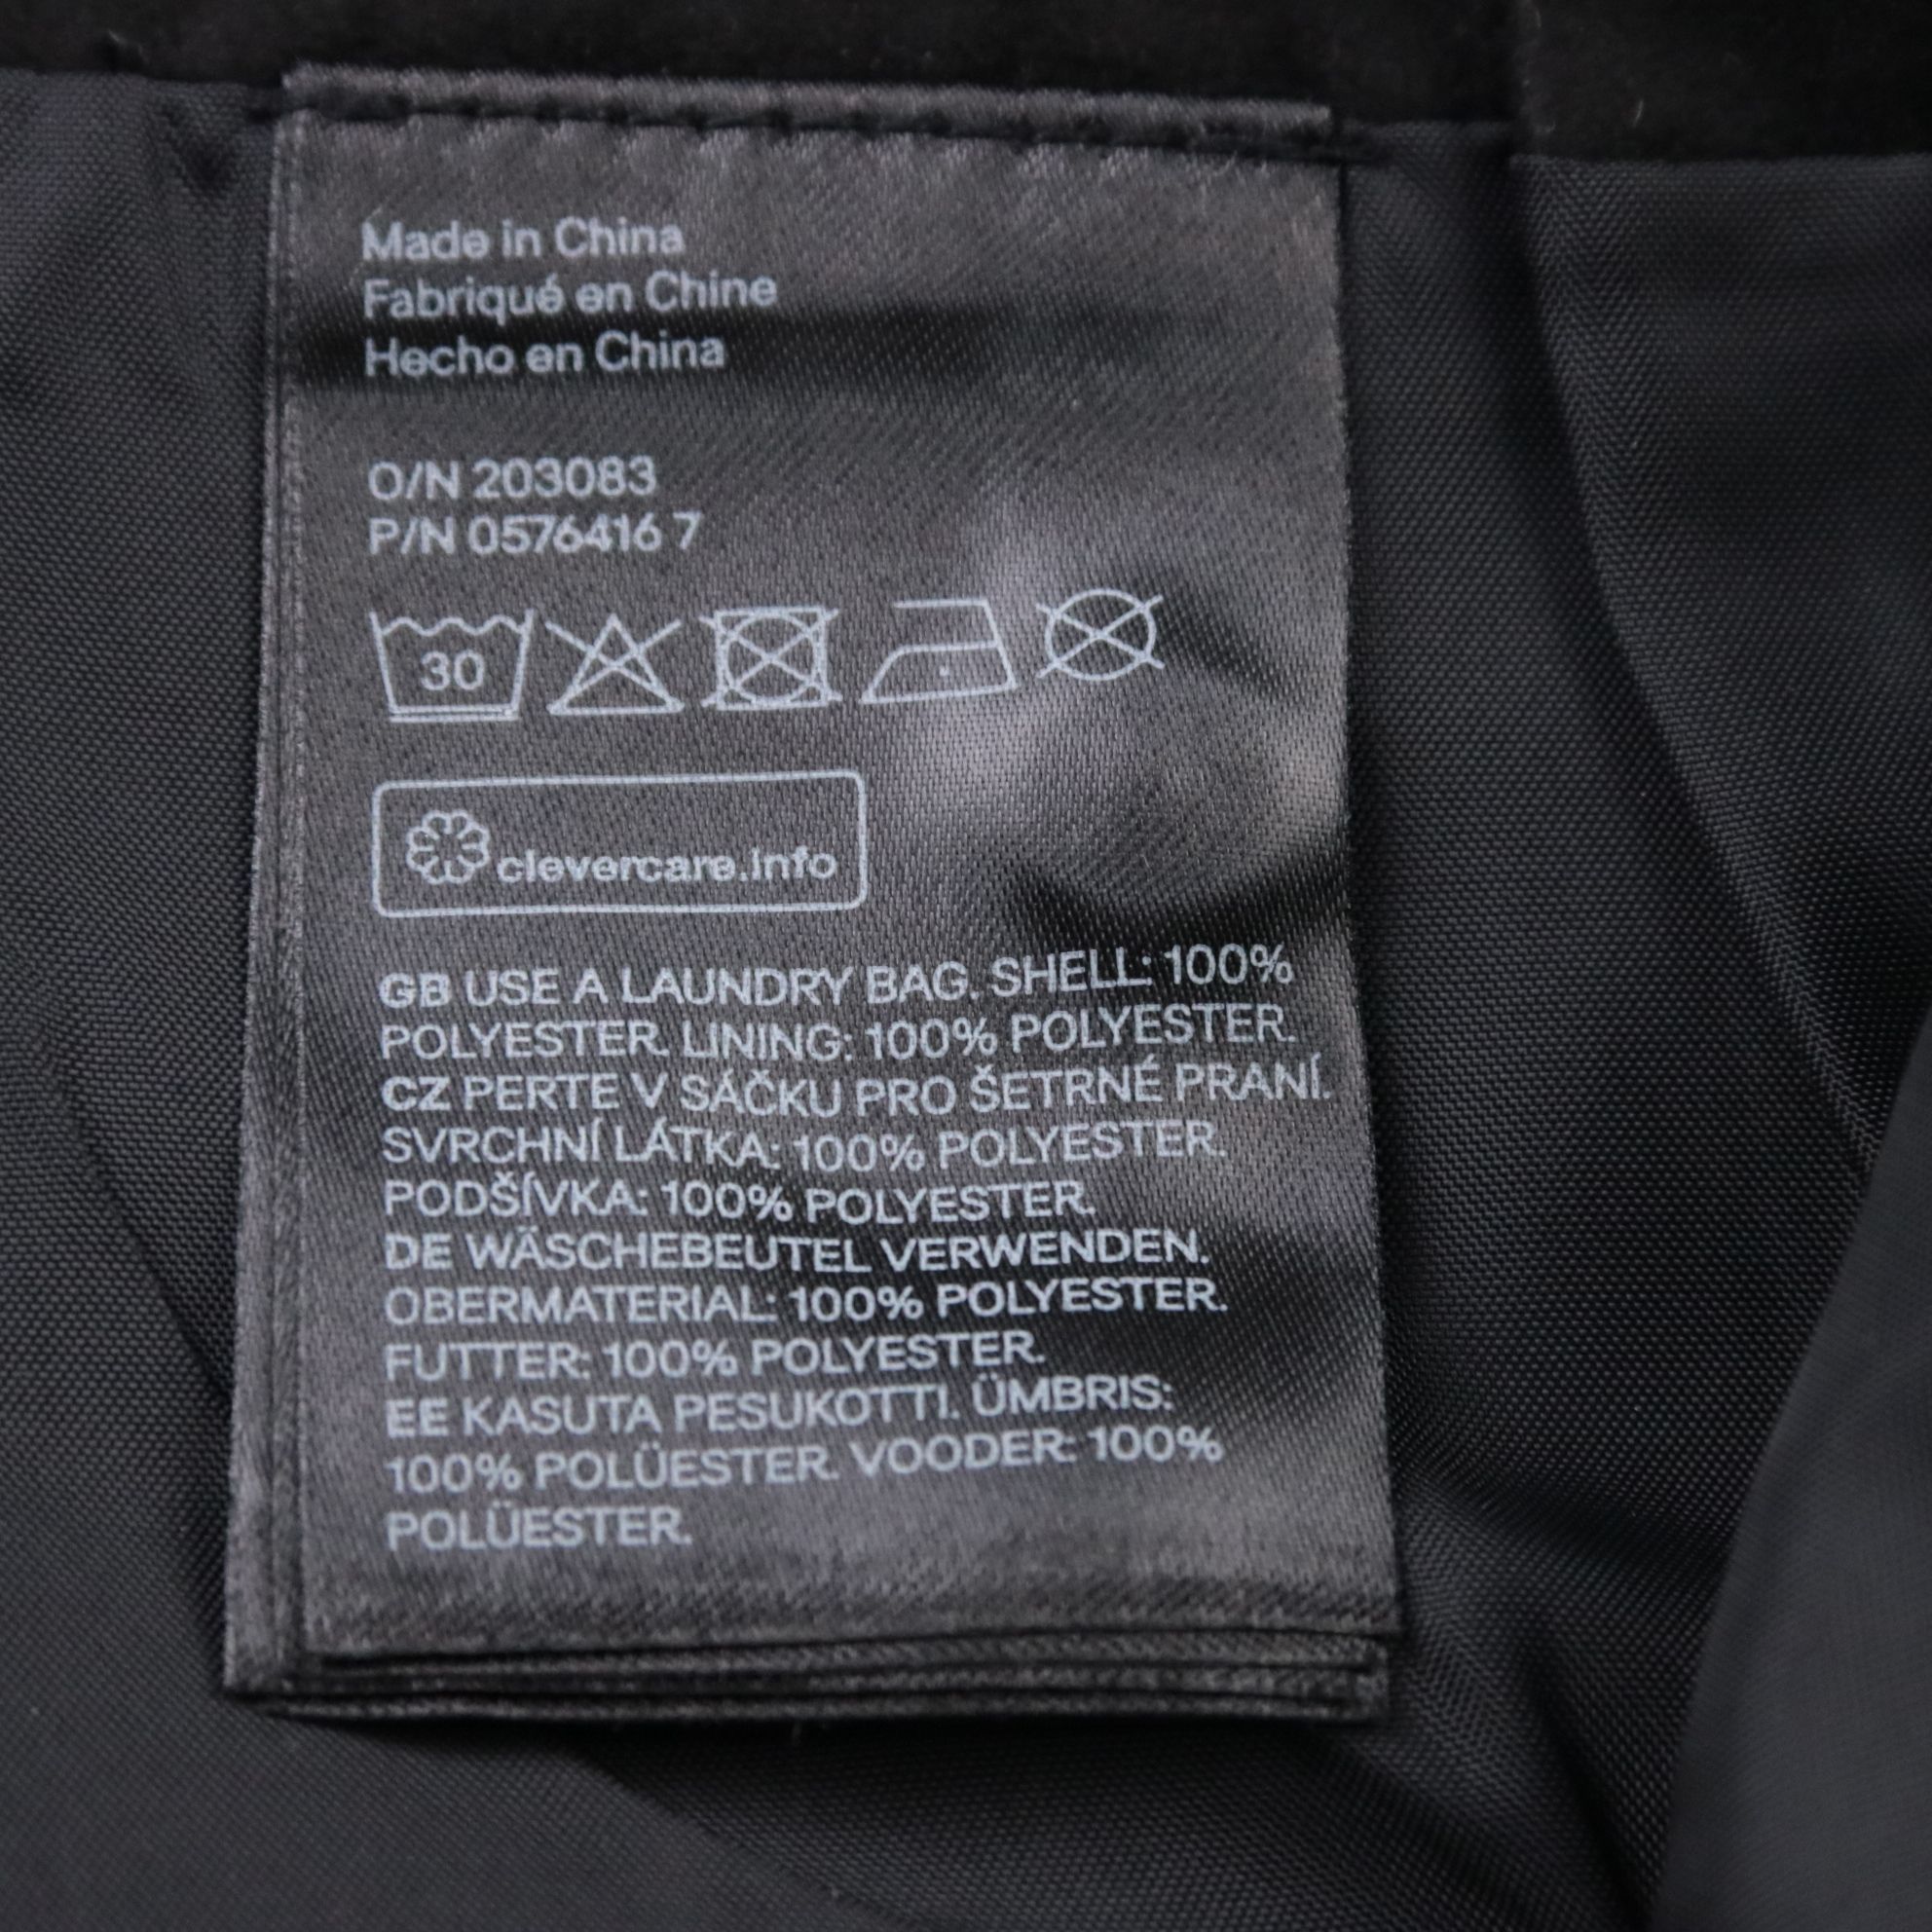 Made in China
Fabriqué en Chine
Hecho en China
O/N 203083
P/N 0576416 7
30
clevercare.info
GB USE A LAUNDRY BAG. SHELL: 100%
POLYESTER. LINING: 100% POLYESTER.
CZ PERTE V SÁČKU PRO ŠETRNÉ PRANÍ.
SVRCHNÍ LÁTKA: 100% POLYESTER.
PODŠÍVKA: 100% POLYESTER.
DE WÄSCHEBEUTEL VERWENDEN.
OBERMATERIAL: 100% POLYESTER.
FUTTER: 100% POLYESTER.
EE KASUTA PESUKOTTI. ÜMBRIS:
100% POLÜESTER. VOODER: 100%
POLÜESTER.